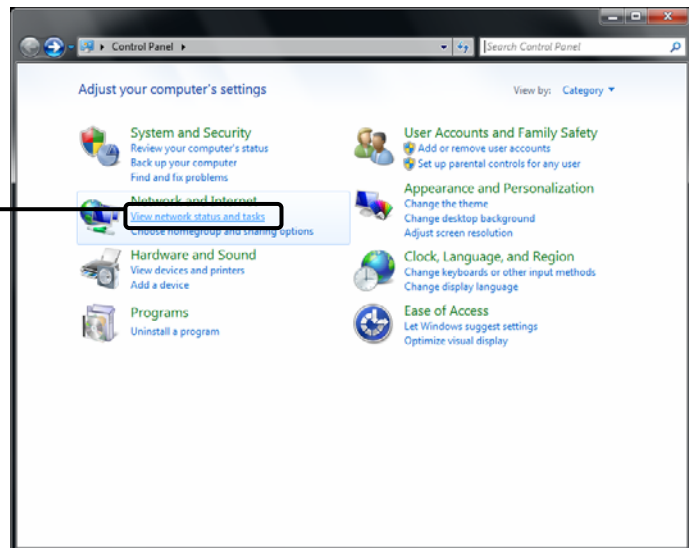 Control Panel
Search Control Panel
Adjust your computer's settings
View by: Category
System and Security
Review your computer's status
Back up your computer
Find and fix problems
Network and Internet
View network status and tasks
Choose homegroup and sharing options
Hardware and Sound
View devices and printers
Add a device
Programs
Uninstall a program
User Accounts and Family Safety
Add or remove user accounts
Set up parental controls for any user
Appearance and Personalization
Change the theme
Change desktop background
Adjust screen resolution
Clock, Language, and Region
Change keyboards or other input methods
Change display language
Ease of Access
Let Windows suggest settings
Optimize visual display